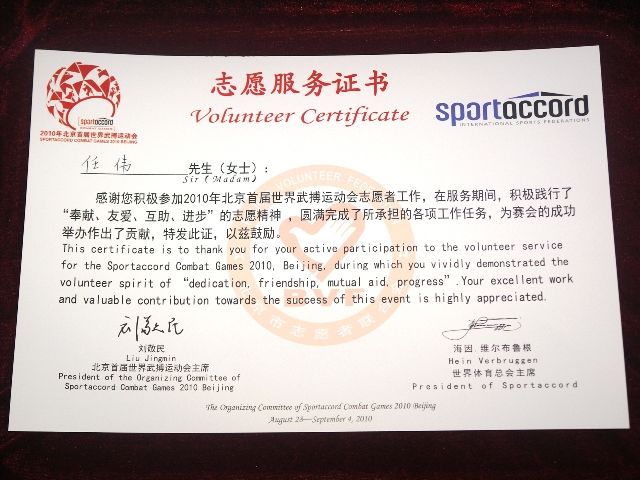 志愿服务证书
Volunteer Certificate
sportaccord
2010年北京首届世界武搏运动会
SPORTACCORD COMBAT GAMES 2010 BEIJING
sportaccord
INTERNATIONAL SPORTS FEDERATIONS
任伟 先生（女士）：
Sir (Madam)
感谢您积极参加2010年北京首届世界武搏运动会志愿者工作，在服务期间，积极践行了
“奉献、友爱、互助、进步”的志愿精神，圆满完成了所承担的各项工作任务，为赛会的成功
举办作出了贡献，特发此证，以兹鼓励。
This certificate is to thank you for your active participation to the volunteer service
for the Sportaccord Combat Games 2010, Beijing, during which you vividly demonstrated the
volunteer spirit of “dedication, friendship, mutual aid, progress”.Your excellent work
and valuable contribution towards the success of this event is highly appreciated.
刘敬民
Liu Jingmin
北京首届世界武搏运动会主席
President of the Organizing Committee of
Sportaccord Combat Games 2010 Beijing
海因.维尔布鲁根
Hein Verbruggen
世界体育总会主席
President of Sportaccord
The Organizing Committee of Sportaccord Combat Games 2010 Beijing
August 28—September 4, 2010